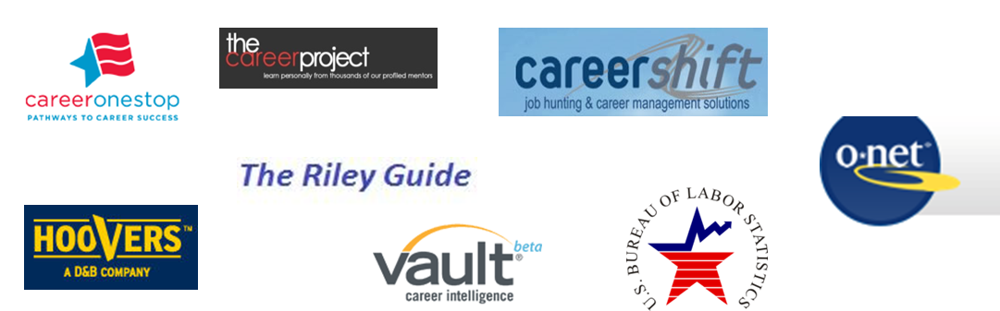 careeronestop
PATHWAYS TO CAREER SUCCESS
the
careerproject
learn personally from thousands of our profiled mentors
careershift
job hunting & career management solutions
o*net®
The Riley Guide
HOOVERS™
A D&B COMPANY
vault® beta
career intelligence
U.S. BUREAU OF LABOR STATISTICS